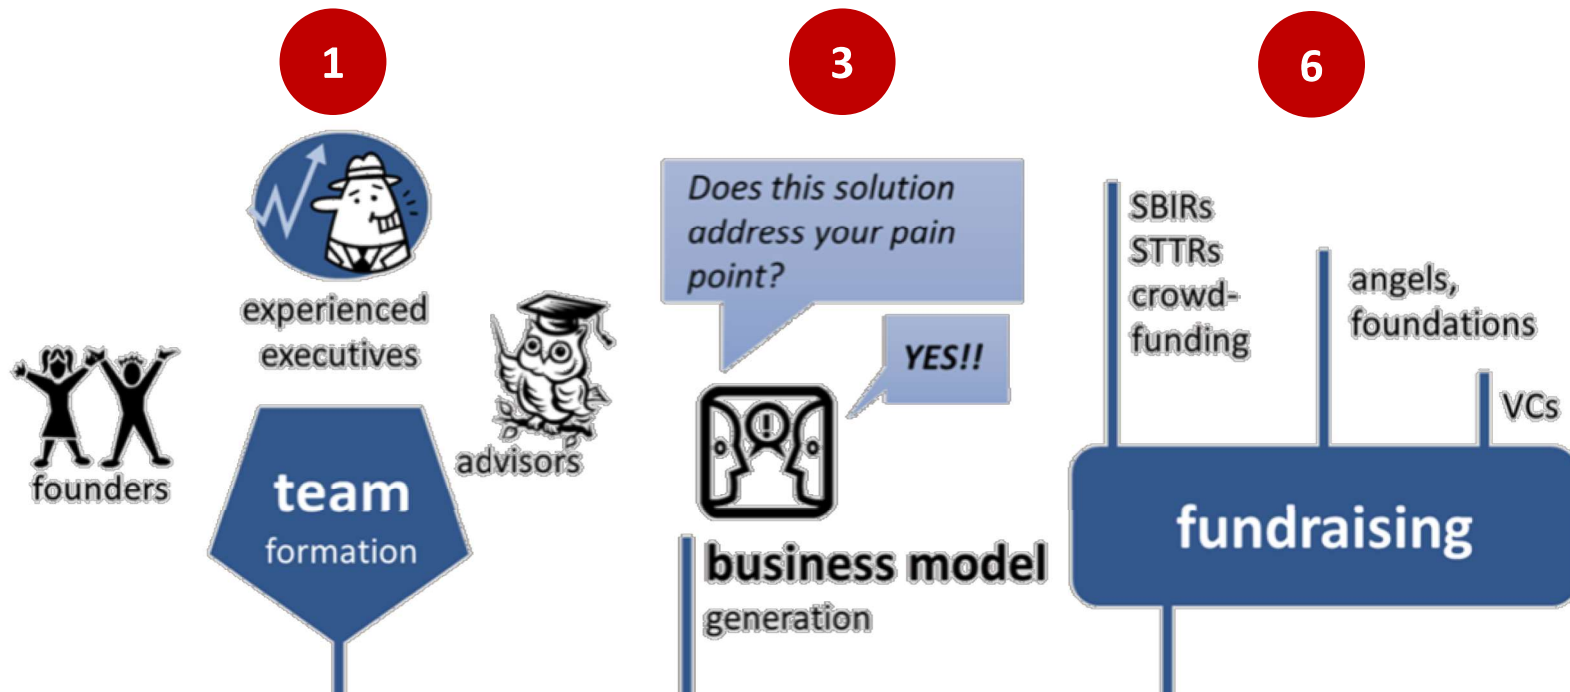 1
experienced
executives
founders
advisors
team
formation
3
Does this solution
address your pain
point?
YES!!
business model
generation
6
SBIRs
STTRs
crowd-
funding
angels,
foundations
VCs
fundraising